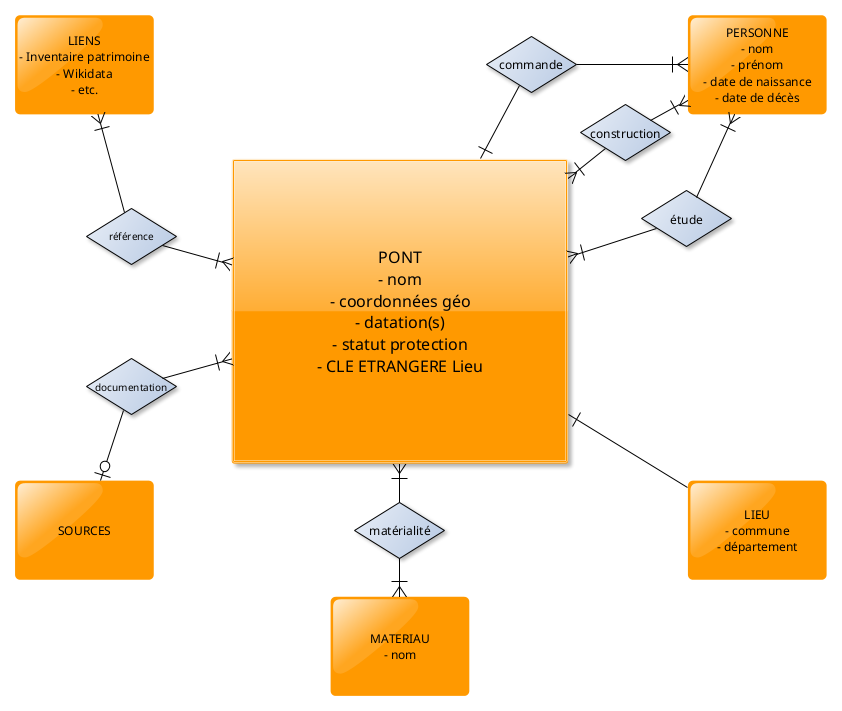 LIENS
- Inventaire patrimoine
- Wikidata
- etc.
commande
PERSONNE
- nom
- prénom
- date de naissance
- date de décès
construction
étude
référence
PONT
- nom
- coordonnées géo
- datation(s)
- statut protection
- CLE ETRANGERE Lieu
documentation
SOURCES
matérialité
LIEU
- commune
- département
MATERIAU
- nom